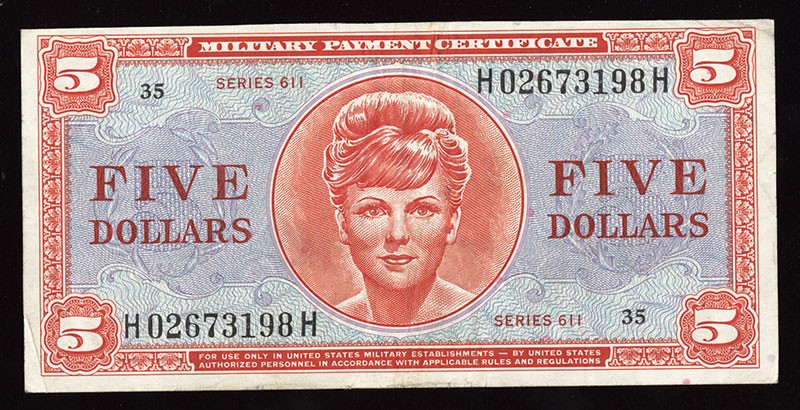 MILITARY PAYMENT CERTIFICATE
5 5
35 SERIES 611 H02673198H
FIVE FIVE
DOLLARS DOLLARS
H02673198H SERIES 611 35
5 5
FOR USE ONLY IN UNITED STATES MILITARY ESTABLISHMENTS — BY UNITED STATES
AUTHORIZED PERSONNEL IN ACCORDANCE WITH APPLICABLE RULES AND REGULATIONS